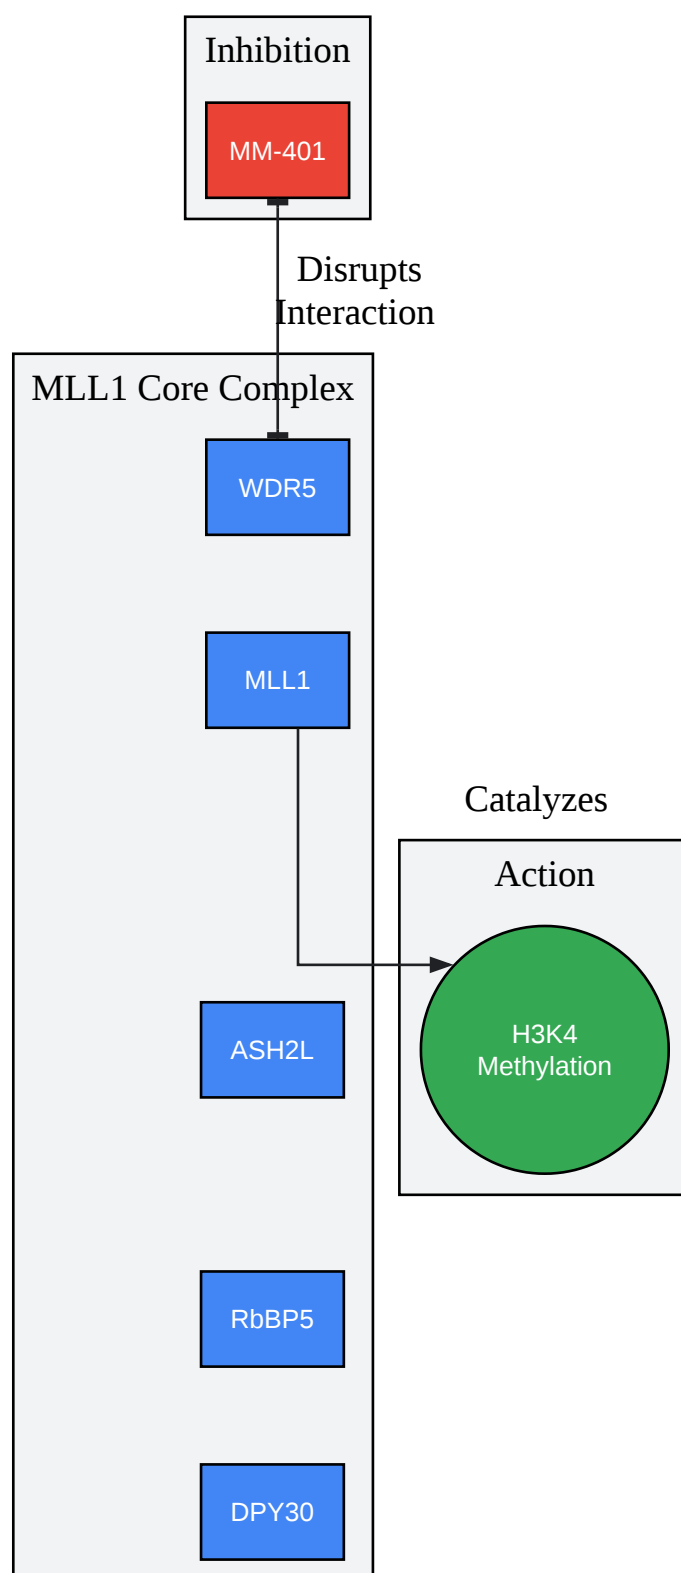 Inhibition
MM-401
Disrupts
Interaction
MLL1 Core Complex
WDR5
MLL1
Catalyzes
Action
H3K4
Methylation
ASH2L
RbBP5
DPY30